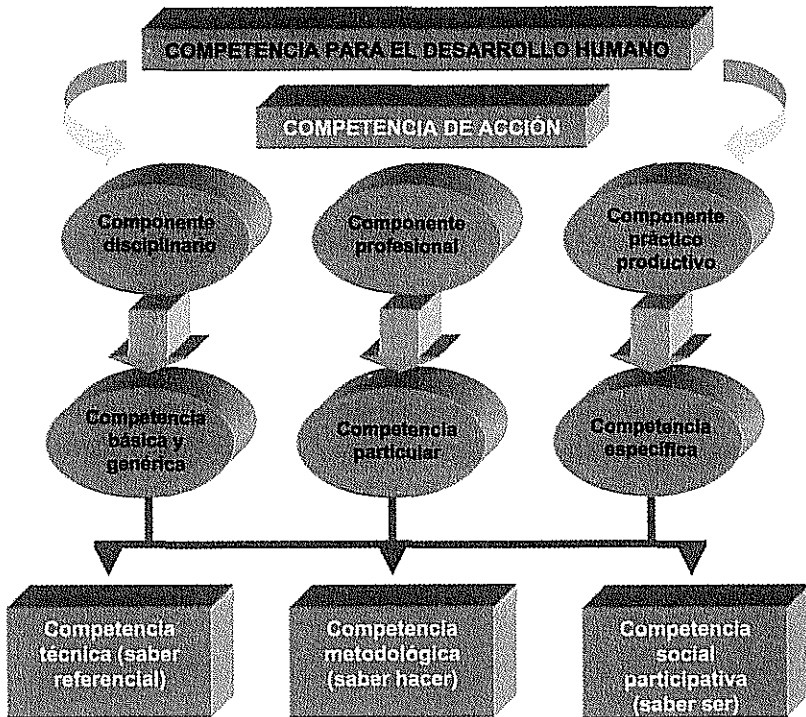 COMPETENCIA PARA EL DESARROLLO HUMANO
COMPETENCIA DE ACCIÓN
Componente
disciplinario
Componente
profesional
Componente
práctico
productivo
Competencia
básica y
genérica
Competencia
particular
Competencia
específica
Competencia
técnica (saber
referencial)
Competencia
metodológica
(saber hacer)
Competencia
social
participativa
(saber ser)